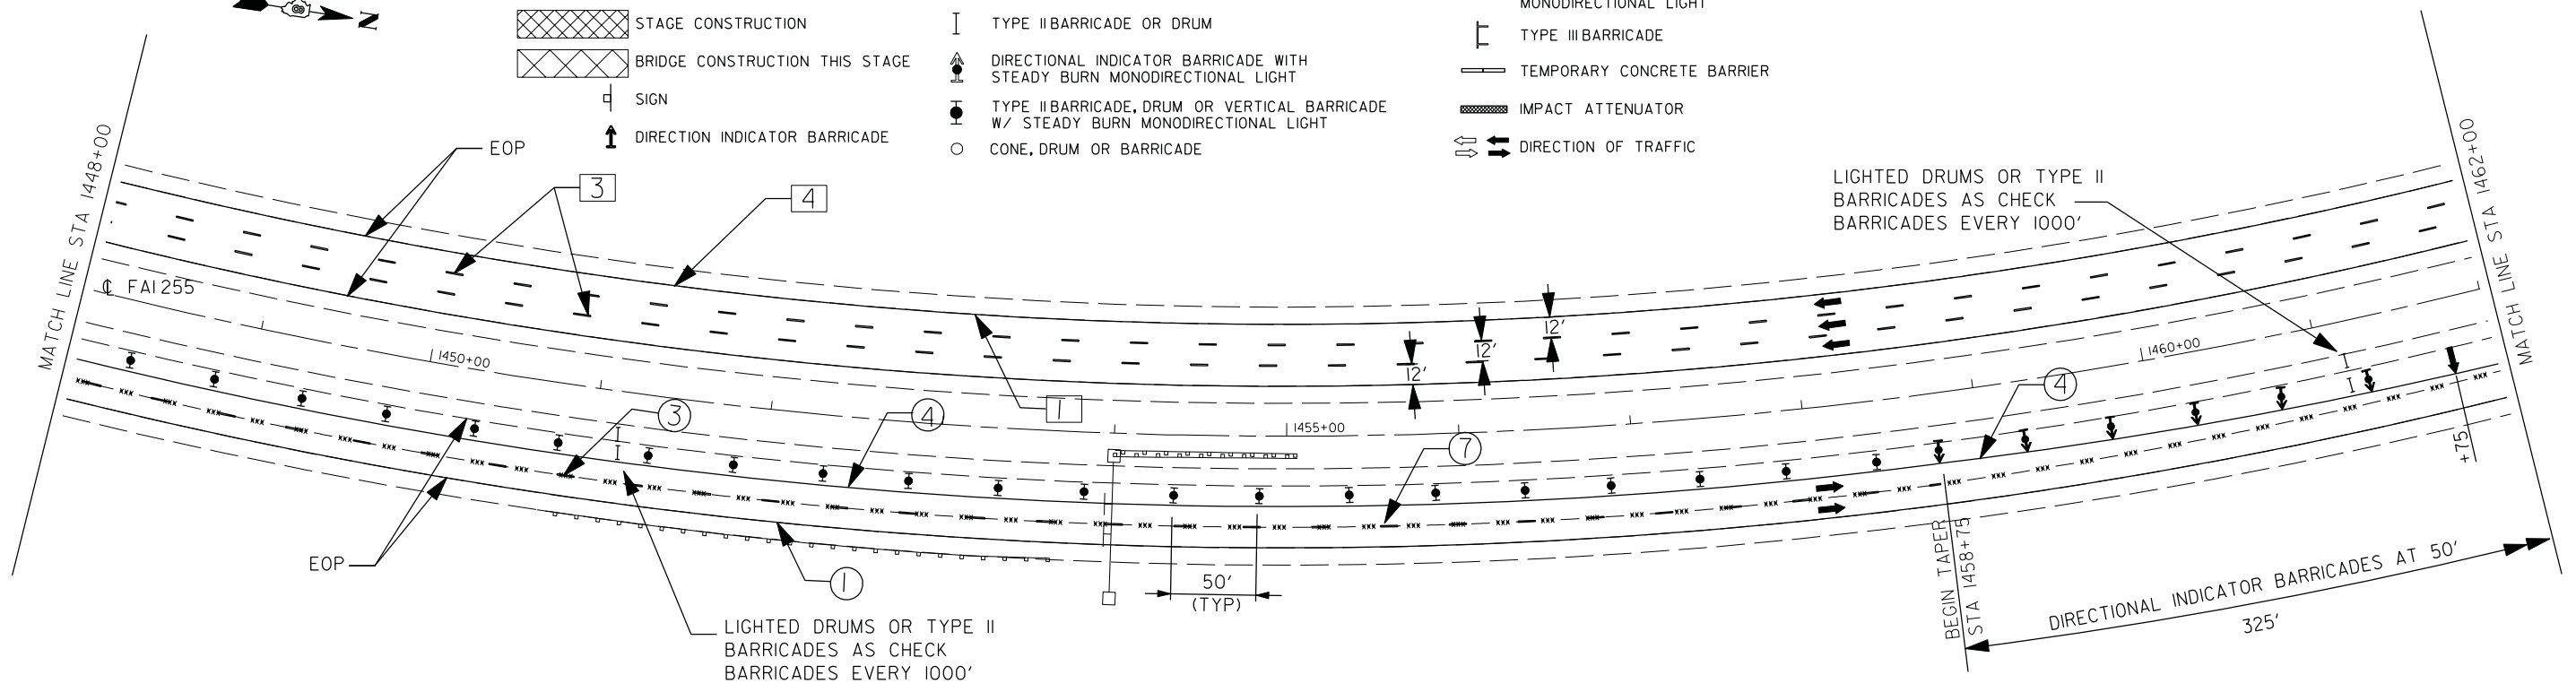 N
STAGE CONSTRUCTION
BRIDGE CONSTRUCTION THIS STAGE
SIGN
DIRECTION INDICATOR BARRICADE
TYPE II BARRICADE OR DRUM
DIRECTIONAL INDICATOR BARRICADE WITH
STEADY BURN MONODIRECTIONAL LIGHT
TYPE II BARRICADE, DRUM OR VERTICAL BARRICADE
W/ STEADY BURN MONODIRECTIONAL LIGHT
CONE, DRUM OR BARRICADE
MONODIRECTIONAL LIGHT
TYPE III BARRICADE
TEMPORARY CONCRETE BARRIER
IMPACT ATTENUATOR
DIRECTION OF TRAFFIC
MATCH LINE STA 1448+00
EOP
3
4
LIGHTED DRUMS OR TYPE II
BARRICADES AS CHECK
BARRICADES EVERY 1000'
MATCH LINE STA 1462+00
℄ FAI 255
12'
12'
12'
1450+00
1460+00
1
4
3
4
1455+00
7
+75
EOP
1
50'
(TYP)
BEGIN TAPER
STA 1458+75
DIRECTIONAL INDICATOR BARRICADES AT 50'
325'
LIGHTED DRUMS OR TYPE II
BARRICADES AS CHECK
BARRICADES EVERY 1000'